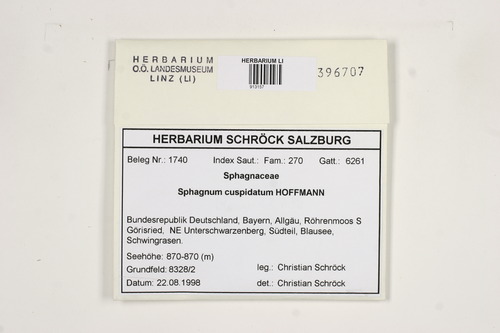 HERBARIUM
O.Ö. LANDESMUSEUM
LINZ (LI)
HERBARIUM LI
913157
396707
HERBARIUM SCHRÖCK SALZBURG
Beleg Nr.: 1740 Index Saut.: Fam.: 270 Gatt.: 6261
Sphagnaceae
Sphagnum cuspidatum HOFFMANN
Bundesrepublik Deutschland, Bayern, Allgäu, Röhrenmoos S
Görisried, NE Unterschwarzenberg, Südteil, Blausee,
Schwingrasen.
Seehöhe: 870-870 (m)
Grundfeld: 8328/2 leg.: Christian Schröck
Datum: 22.08.1998 det.: Christian Schröck